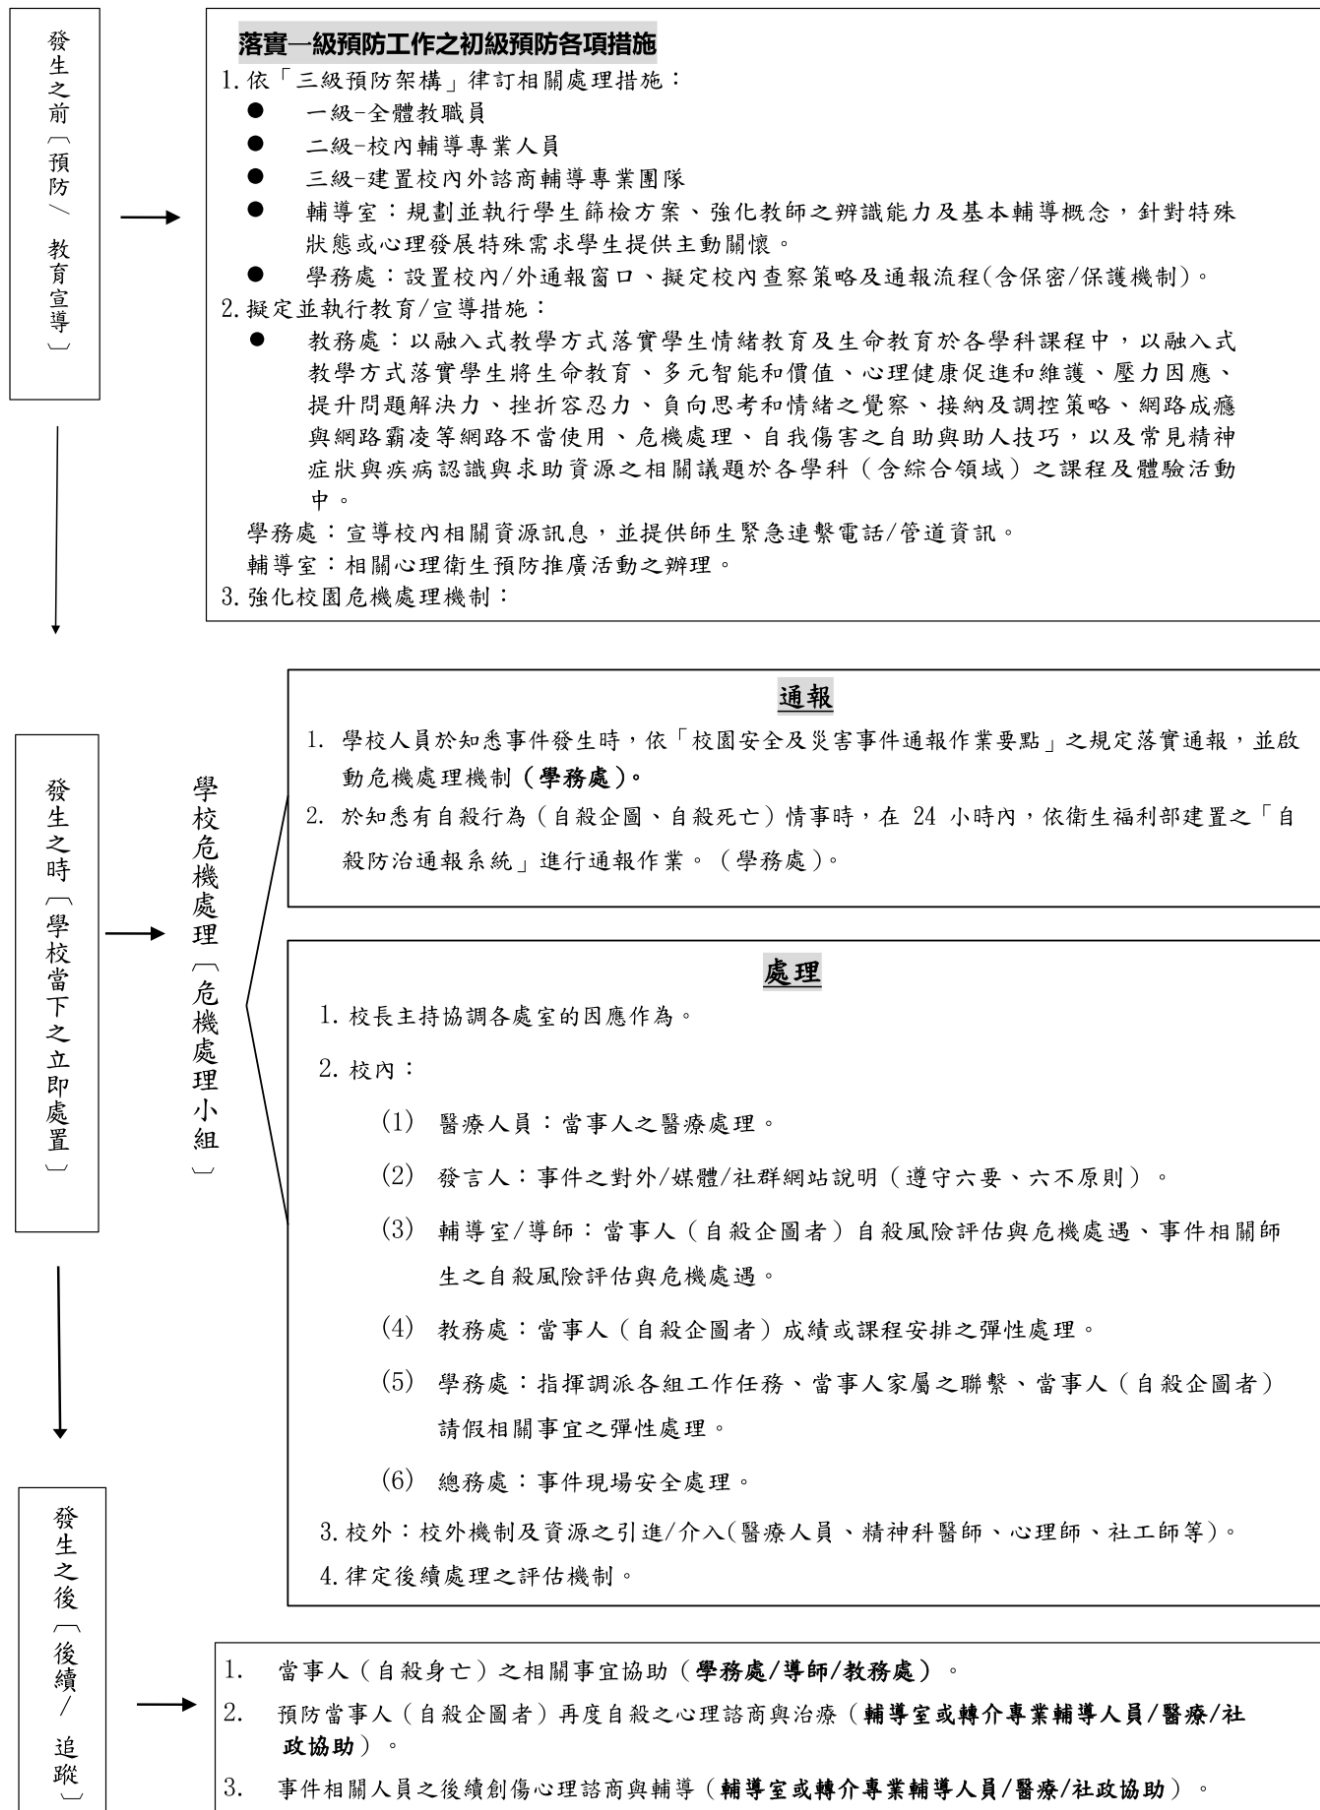 發生之前︹預防／ 教育宣導︺
落實一級預防工作之初級預防各項措施
1.依「三級預防架構」律訂相關處理措施：
● 一級-全體教職員
● 二級-校內輔導專業人員
● 三級-建置校內外諮商輔導專業團隊
● 輔導室：規劃並執行學生篩檢方案、強化教師之辨識能力及基本輔導概念，針對特殊
狀態或心理發展特殊需求學生提供主動關懷。
● 學務處：設置校內/外通報窗口、擬定校內查察策略及通報流程(含保密/保護機制)。
2.擬定並執行教育/宣導措施：
● 教務處：以融入式教學方式落實學生情緒教育及生命教育於各學科課程中，以融入式
教學方式落實學生將生命教育、多元智能和價值、心理健康促進和維護、壓力因應、
提升問題解決力、挫折容忍力、負向思考和情緒之覺察、接納及調控策略、網路成癮
與網路霸凌等網路不當使用、危機處理、自我傷害之自助與助人技巧，以及常見精神
症狀與疾病認識與求助資源之相關議題於各學科（含綜合領域）之課程及體驗活動
中。
學務處：宣導校內相關資源訊息，並提供師生緊急連繫電話/管道資訊。
輔導室：相關心理衛生預防推廣活動之辦理。
3.強化校園危機處理機制：
發生之時︹學校當下之立即處置︺
學校危機處理︹危機處理小組︺
通報
1. 學校人員於知悉事件發生時，依「校園安全及災害事件通報作業要點」之規定落實通報，並啟
動危機處理機制（學務處）。
2. 於知悉有自殺行為（自殺企圖、自殺死亡）情事時，在 24 小時內，依衛生福利部建置之「自
殺防治通報系統」進行通報作業。（學務處）。
處理
1.校長主持協調各處室的因應作為。
2.校內：
(1) 醫療人員：當事人之醫療處理。
(2) 發言人：事件之對外/媒體/社群網站說明（遵守六要、六不原則）。
(3) 輔導室/導師：當事人（自殺企圖者）自殺風險評估與危機處遇、事件相關師
生之自殺風險評估與危機處遇。
(4) 教務處：當事人（自殺企圖者）成績或課程安排之彈性處理。
(5) 學務處：指揮調派各組工作任務、當事人家屬之聯繫、當事人（自殺企圖者）
請假相關事宜之彈性處理。
(6) 總務處：事件現場安全處理。
3.校外：校外機制及資源之引進/介入(醫療人員、精神科醫師、心理師、社工師等)。
4.律定後續處理之評估機制。
發生之後︹後續/ 追蹤︺
1. 當事人（自殺身亡）之相關事宜協助（學務處/導師/教務處）。
2. 預防當事人（自殺企圖者）再度自殺之心理諮商與治療（輔導室或轉介專業輔導人員/醫療/社
政協助）。
3. 事件相關人員之後續創傷心理諮商與輔導（輔導室或轉介專業輔導人員/醫療/社政協助）。